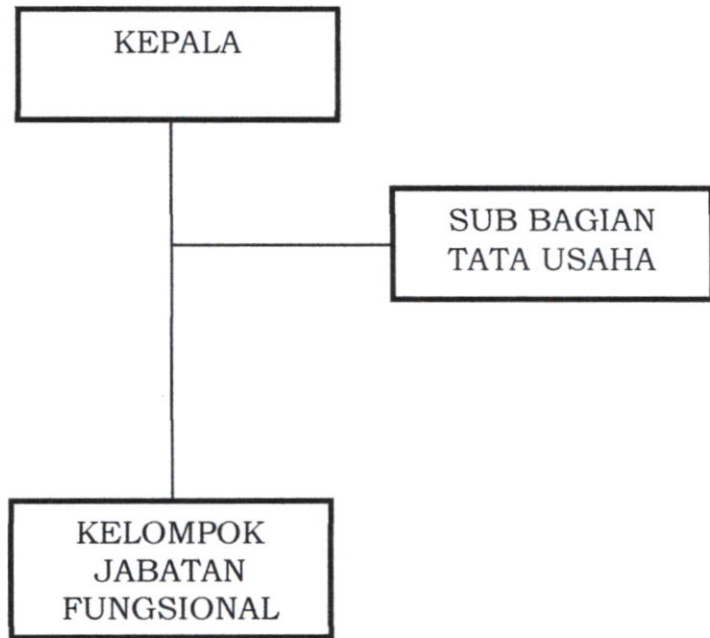 KEPALA
SUB BAGIAN
TATA USAHA
KELOMPOK
JABATAN
FUNGSIONAL